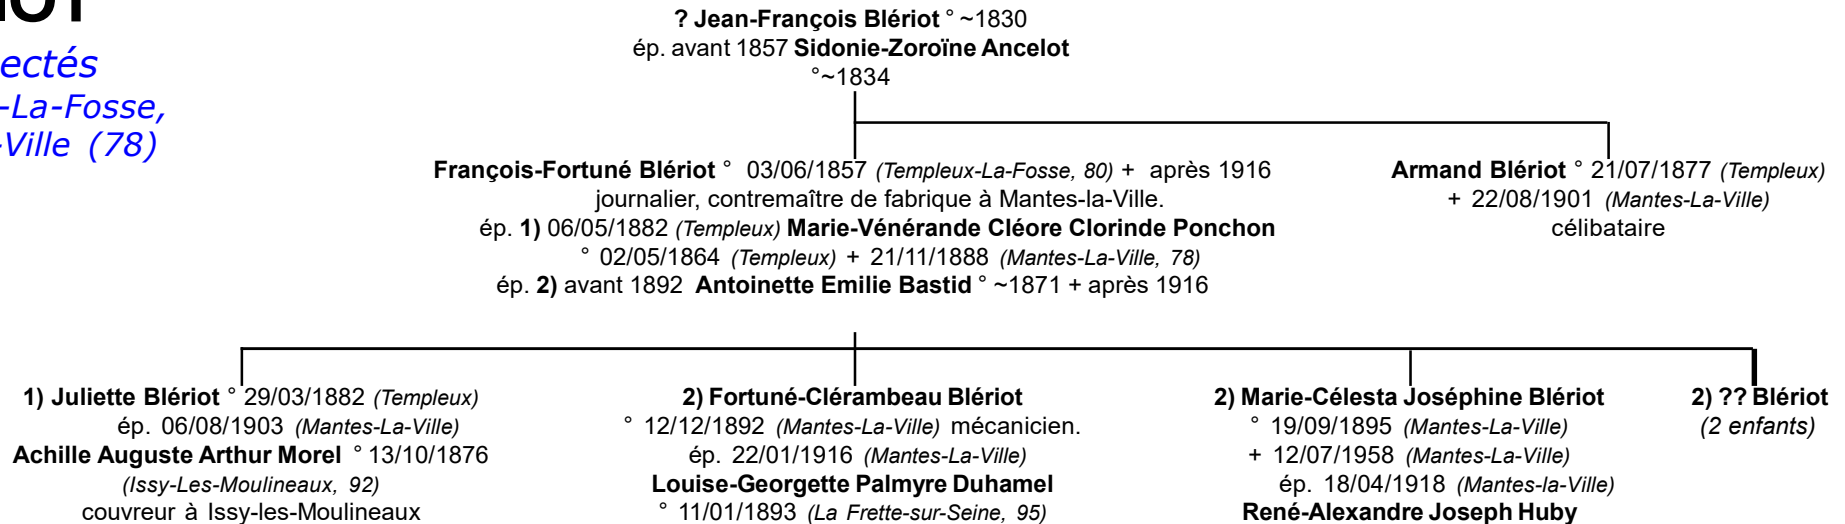 ectés
-La-Fosse,
-Ville (78)
? Jean-François Blériot ° ~1830
ép. avant 1857 Sidonie-Zoroïne Ancelot
°~1834
François-Fortuné Blériot ° 03/06/1857 (Templeux-La-Fosse, 80) + après 1916
journalier, contremaître de fabrique à Mantes-la-Ville.
ép. 1) 06/05/1882 (Templeux) Marie-Vénérande Cléore Clorinde Ponchon
° 02/05/1864 (Templeux) + 21/11/1888 (Mantes-La-Ville, 78)
ép. 2) avant 1892 Antoinette Emilie Bastid ° ~1871 + après 1916
Armand Blériot ° 21/07/1877 (Templeux)
+ 22/08/1901 (Mantes-La-Ville)
célibataire
1) Juliette Blériot ° 29/03/1882 (Templeux)
ép. 06/08/1903 (Mantes-La-Ville)
Achille Auguste Arthur Morel ° 13/10/1876
(Issy-Les-Moulineaux, 92)
couvreur à Issy-les-Moulineaux
2) Fortuné-Clérambeau Blériot
° 12/12/1892 (Mantes-La-Ville) mécanicien.
ép. 22/01/1916 (Mantes-La-Ville)
Louise-Georgette Palmyre Duhamel
° 11/01/1893 (La Frette-sur-Seine, 95)
2) Marie-Célesta Joséphine Blériot
° 19/09/1895 (Mantes-La-Ville)
+ 12/07/1958 (Mantes-La-Ville)
ép. 18/04/1918 (Mantes-la-Ville)
René-Alexandre Joseph Huby
2) ?? Blériot
(2 enfants)